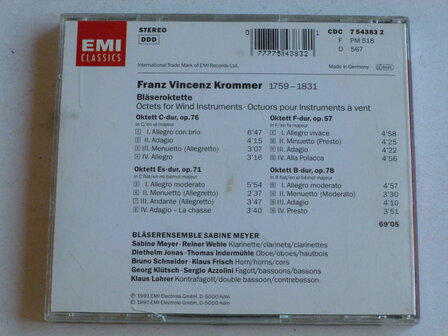 EMI
CLASSICS
STEREO
DDD
0 77775 43832 1
CDC 7 54383 2
F PM 518
D 567
International Trade Mark of EMI Records Ltd.
Made in Germany
Franz Vincenz Krommer 1759–1831
Bläseroktette
Octets for Wind Instruments · Octuors pour Instruments à vent
Oktett C-dur, op.76
in C/en ut majeur
1 I. Allegro con brio 6'47
2 II. Adagio 4'15
3 III. Menuetto (Allegretto) 3'07
4 IV. Allegro 3'16
Oktett Es-dur, op.71
in E flat/en mi bémol majeur
5 I. Allegro moderato 5'54
6 II. Menuetto (Allegretto) 2'37
7 III. Andante (Allegretto) 3'47
8 IV. Adagio – La chasse 3'40
Oktett F-dur, op.57
in F/en fa majeur
9 I. Allegro vivace 4'58
II. Minuetto (Presto) 4'25
III. Adagio 4'22
IV. Alla Polacca 4'56
Oktett B-dur, op.78
in B flat/en si bémol majeur
I. Allegro moderato 4'57
II. Menuetto (Moderato) 3'30
III. Adagio 4'10
IV. Presto 3'51
69'05
BLÄSERENSEMBLE SABINE MEYER
Sabine Meyer · Reiner Wehle Klarinette/clarinets/clarinettes
Diethelm Jonas · Thomas Indermühle Oboe/oboes/hautbois
Bruno Schneider · Klaus Frisch Horn/horns/cors
Georg Klütsch · Sergio Azzolini Fagott/bassoons/bassons
Klaus Lohrer Kontrafagott/double bassoon/contrebasson
℗ 1991 EMI Electrola GmbH, D-5000 Köln
© 1991 EMI Electrola GmbH, D-5000 Köln